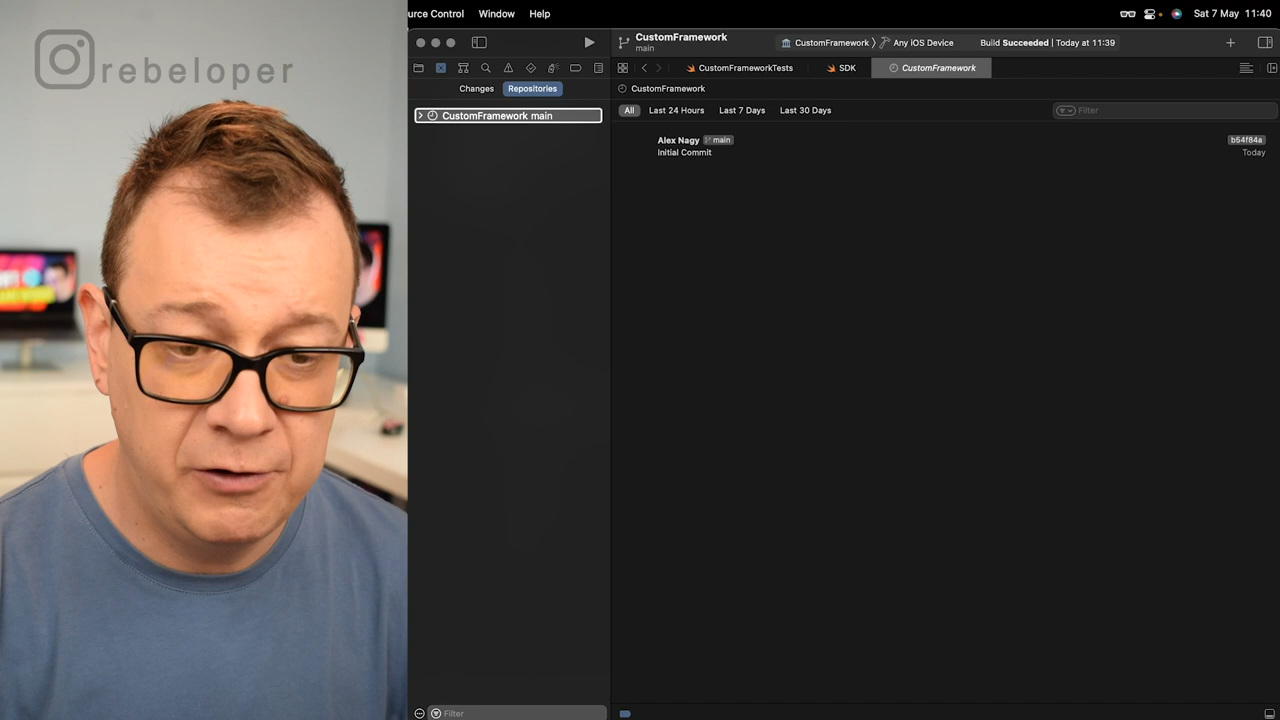 urce Control Window Help
Sat 7 May 11:40
rebeloper
CustomFramework
main
CustomFramework 〉 Any iOS Device
Build Succeeded | Today at 11:39
CustomFrameworkTests
SDK
CustomFramework
Changes
Repositories
CustomFramework
CustomFramework main
All
Last 24 Hours
Last 7 Days
Last 30 Days
Filter
Alex Nagy main
b54f84a
Initial Commit
Today
Filter